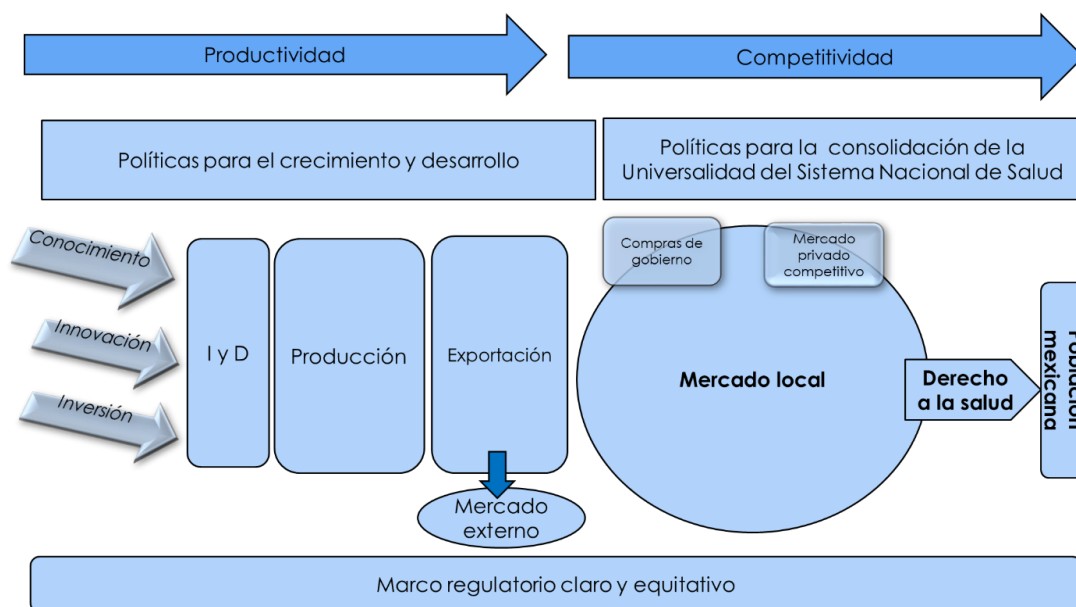 Productividad
Competitividad
Políticas para el crecimiento y desarrollo
Políticas para la consolidación de la
Universalidad del Sistema Nacional de Salud
Conocimiento
Innovación
Inversión
I y D
Producción
Exportación
Mercado
externo
Compras de
gobierno
Mercado
privado
competitivo
Mercado local
Derecho
a la salud
Población
mexicana
Marco regulatorio claro y equitativo